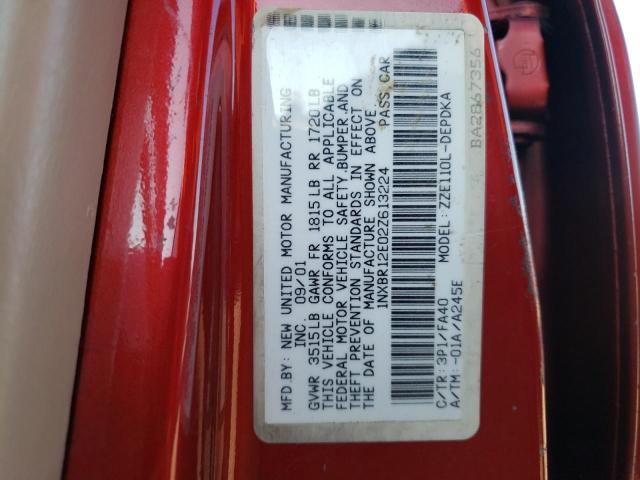 MFD.BY: NEW UNITED MOTOR MANUFACTURING
INC. 09/01
GVWR 3515LB GAWR FR 1815LB RR 1720LB
THIS VEHICLE CONFORMS TO ALL APPLICABLE
FEDERAL MOTOR VEHICLE SAFETY,BUMPER,AND
THEFT PREVENTION STANDARDS IN EFFECT ON
THE DATE OF MANUFACTURE SHOWN ABOVE
1NXBR12E02Z613224 PASS.CAR
C/TR: 3P1/FA40 MODEL: ZZE110L-DEPDKA
A/TM: -01A/A245E
BA2867356